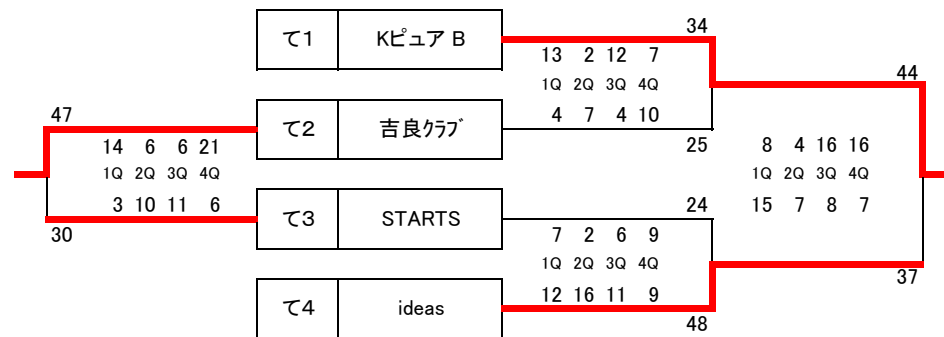 て1 Kピュア B 34
13 2 12 7 44
1Q 2Q 3Q 4Q
47 て2 吉良クラブ 4 7 4 10
14 6 6 21 25 8 4 16 16
1Q 2Q 3Q 4Q 1Q 2Q 3Q 4Q
3 10 11 6 24 15 7 8 7
30 て3 STARTS
7 2 6 9
1Q 2Q 3Q 4Q 37
12 16 11 9
て4 ideas 48